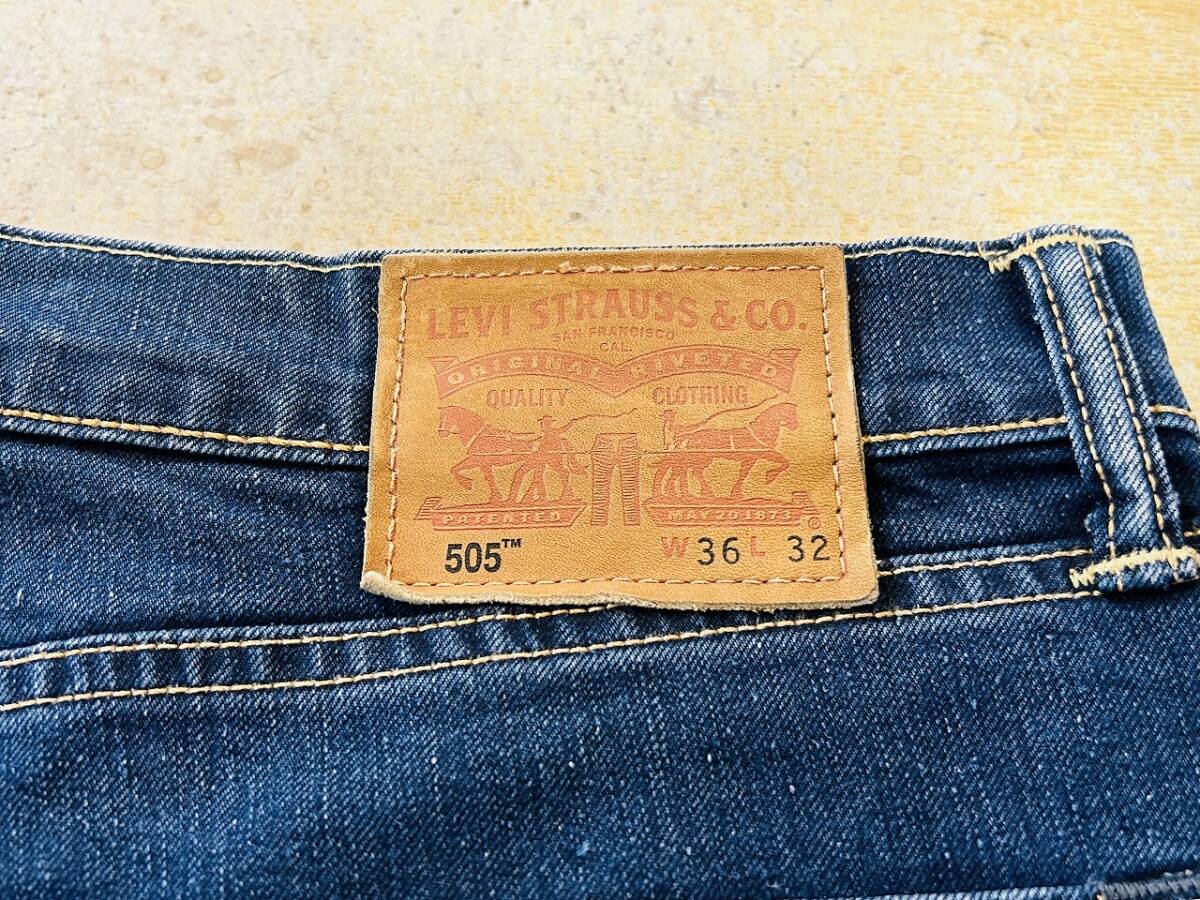 LEVI STRAUSS & CO.
SAN FRANCISCO
CAL.
ORIGINAL RIVETED
QUALITY CLOTHING
PATENTED MAY 20 1873 ®
505™ W 36 L 32